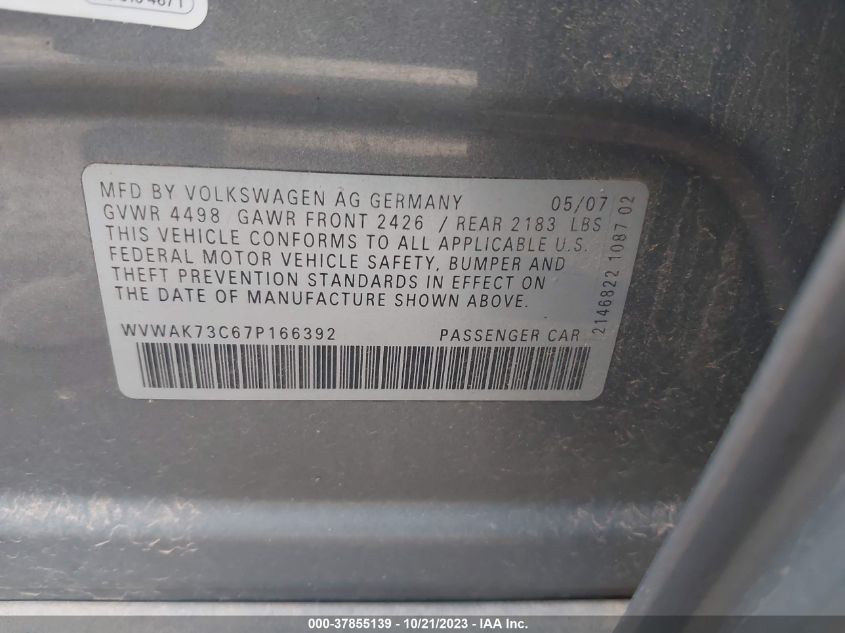 MFD BY VOLKSWAGEN AG GERMANY 05/07
GVWR 4498 GAWR FRONT 2426 / REAR 2183 LBS
THIS VEHICLE CONFORMS TO ALL APPLICABLE U.S.
FEDERAL MOTOR VEHICLE SAFETY, BUMPER AND
THEFT PREVENTION STANDARDS IN EFFECT ON
THE DATE OF MANUFACTURE SHOWN ABOVE.
WVWAK73C67P166392 PASSENGER CAR
2146822 1087 02
000-37855139 - 10/21/2023 - IAA Inc.